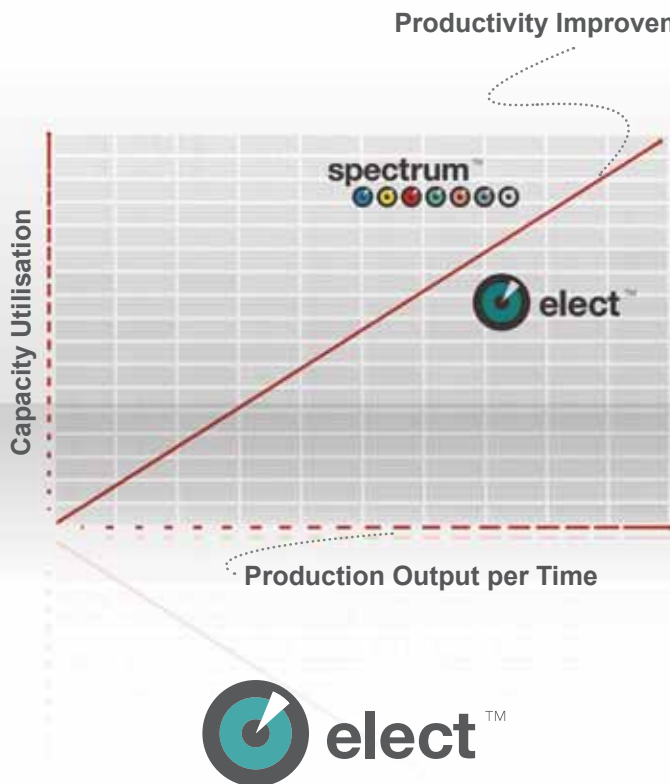 Productivity Improven
spectrum™
elect™
Capacity Utilisation
Production Output per Time
elect™